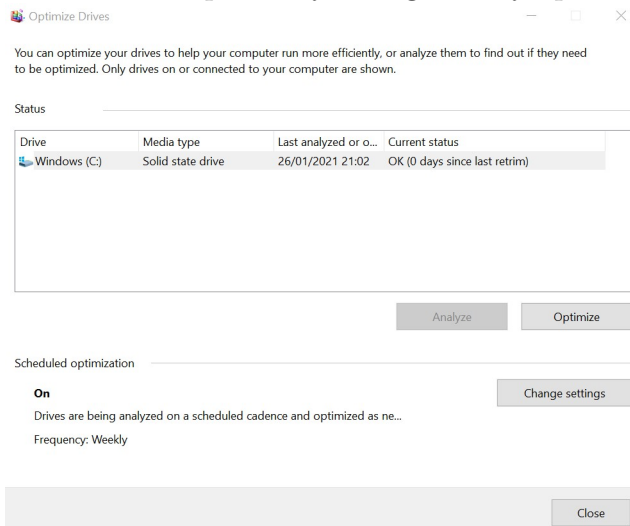 Optimize Drives
You can optimize your drives to help your computer run more efficiently, or analyze them to find out if they need
to be optimized. Only drives on or connected to your computer are shown.
Status
Drive Media type Last analyzed or o... Current status
Windows (C:) Solid state drive 26/01/2021 21:02 OK (0 days since last retrim)
Analyze Optimize
Scheduled optimization
On Change settings
Drives are being analyzed on a scheduled cadence and optimized as ne...
Frequency: Weekly
Close